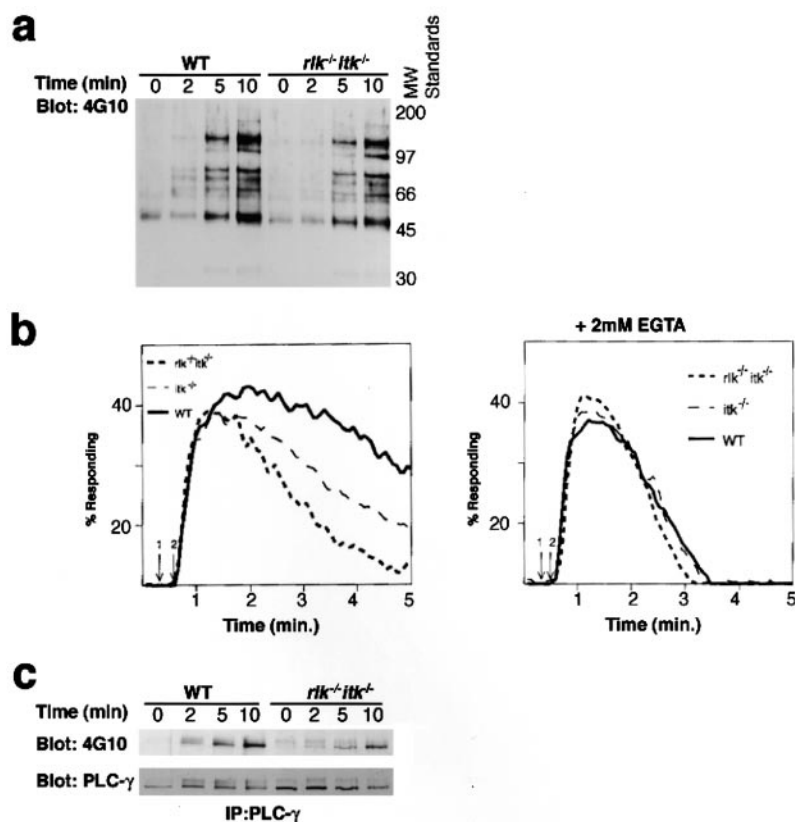 a
WT rlk-/-itk-/-
Time (min) 0 2 5 10 0 2 5 10
Blot: 4G10
MW Standards
200
97
66
45
30
b
rlk-/-itk-/-
itk-/-
WT
40
20
% Responding
1 2
1 2 3 4 5
Time (min.)
+ 2mM EGTA
rlk-/-itk-/-
itk-/-
WT
40
20
% Responding
1 2
1 2 3 4 5
Time (min.)
c
WT rlk-/-itk-/-
Time (min) 0 2 5 10 0 2 5 10
Blot: 4G10
Blot: PLC-γ
IP:PLC-γ